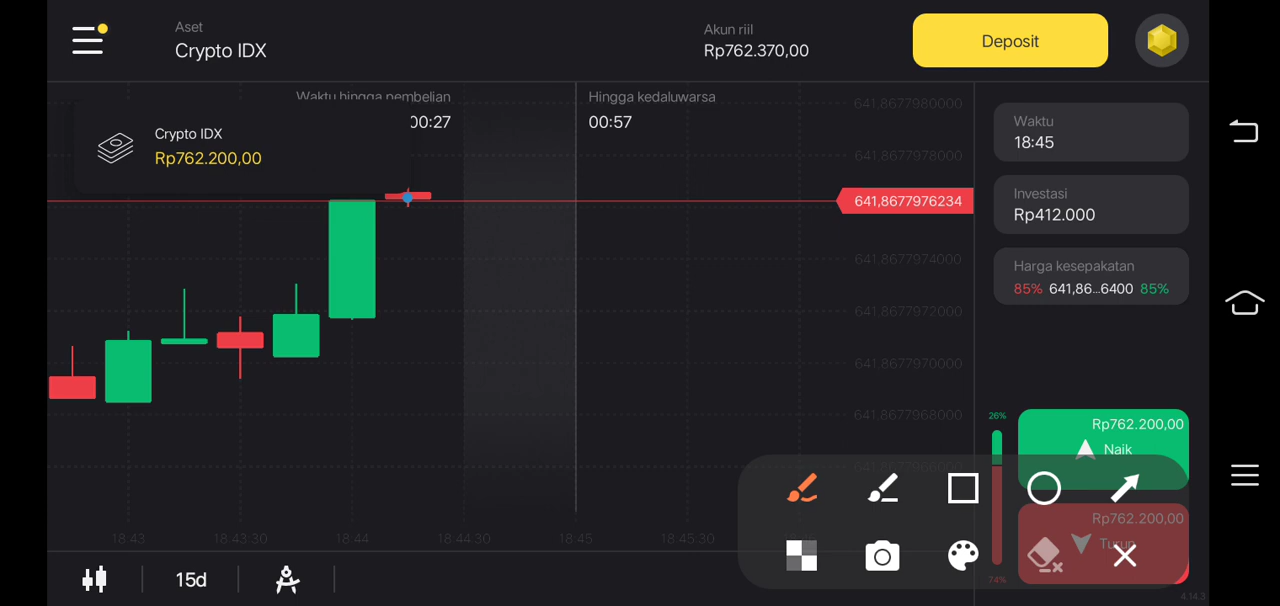 Aset
Crypto IDX
Akun riil
Rp762.370,00
Deposit
Waktu hingga pembelian
00:27
Hingga kedaluwarsa
00:57
Crypto IDX
Rp762.200,00
641,8677980000
641,8677978000
641,8677976234
641,8677974000
641,8677972000
641,8677970000
641,8677968000
641,8677966000
Waktu
18:45
Investasi
Rp412.000
Harga kesepakatan
85% 641,86...6400 85%
26%
Rp762.200,00
Naik
Rp762.200,00
Turun
74%
18:43
18:43:30
18:44
18:44:30
18:45
18:45:30
15d
4.14.3